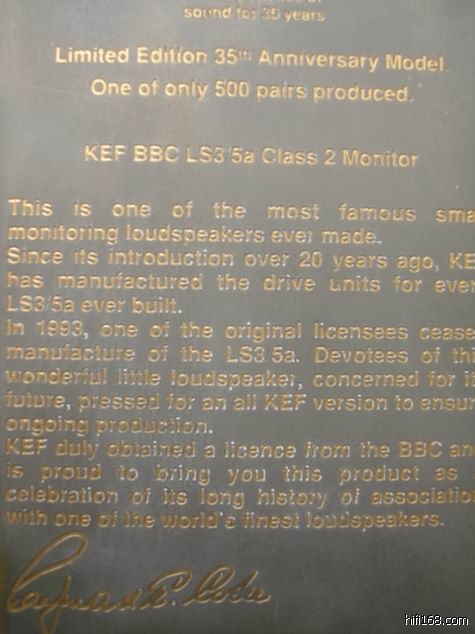 sound for 35 years
Limited Edition 35th Anniversary Model.
One of only 500 pairs produced.
KEF BBC LS3/5a Class 2 Monitor
This is one of the most famous sma
monitoring loudspeakers ever made.
Since its introduction over 20 years ago, KE
has manufactured the drive units for ever
LS3/5a ever built.
In 1993, one of the original licensees cease
manufacture of the LS3/5a. Devotees of thi
wonderful little loudspeaker, concerned for it
future, pressed for an all KEF version to ensur
ongoing production.
KEF duly obtained a licence from the BBC an
is proud to bring you this product as
celebration of its long history of associatio
with one of the world's finest loudspeakers.
hifi168.com